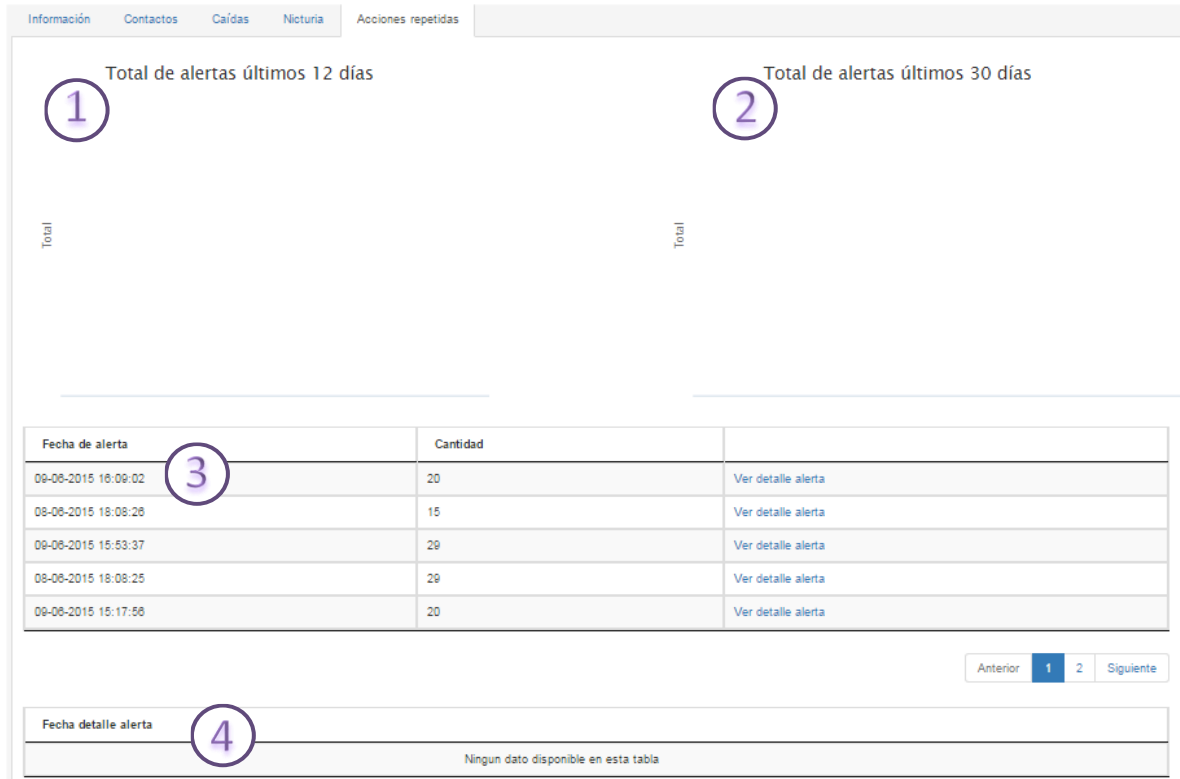 Información Contactos Caídas Nicturia Acciones repetidas
Total de alertas últimos 12 días
1
Total
Total de alertas últimos 30 días
2
Total
Fecha de alerta Cantidad
3
09-06-2015 16:09:02 20 Ver detalle alerta
08-06-2015 18:08:26 15 Ver detalle alerta
09-06-2015 15:53:37 29 Ver detalle alerta
08-06-2015 18:08:25 29 Ver detalle alerta
09-06-2015 15:17:56 20 Ver detalle alerta
Anterior 1 2 Siguiente
Fecha detalle alerta
4
Ningun dato disponible en esta tabla